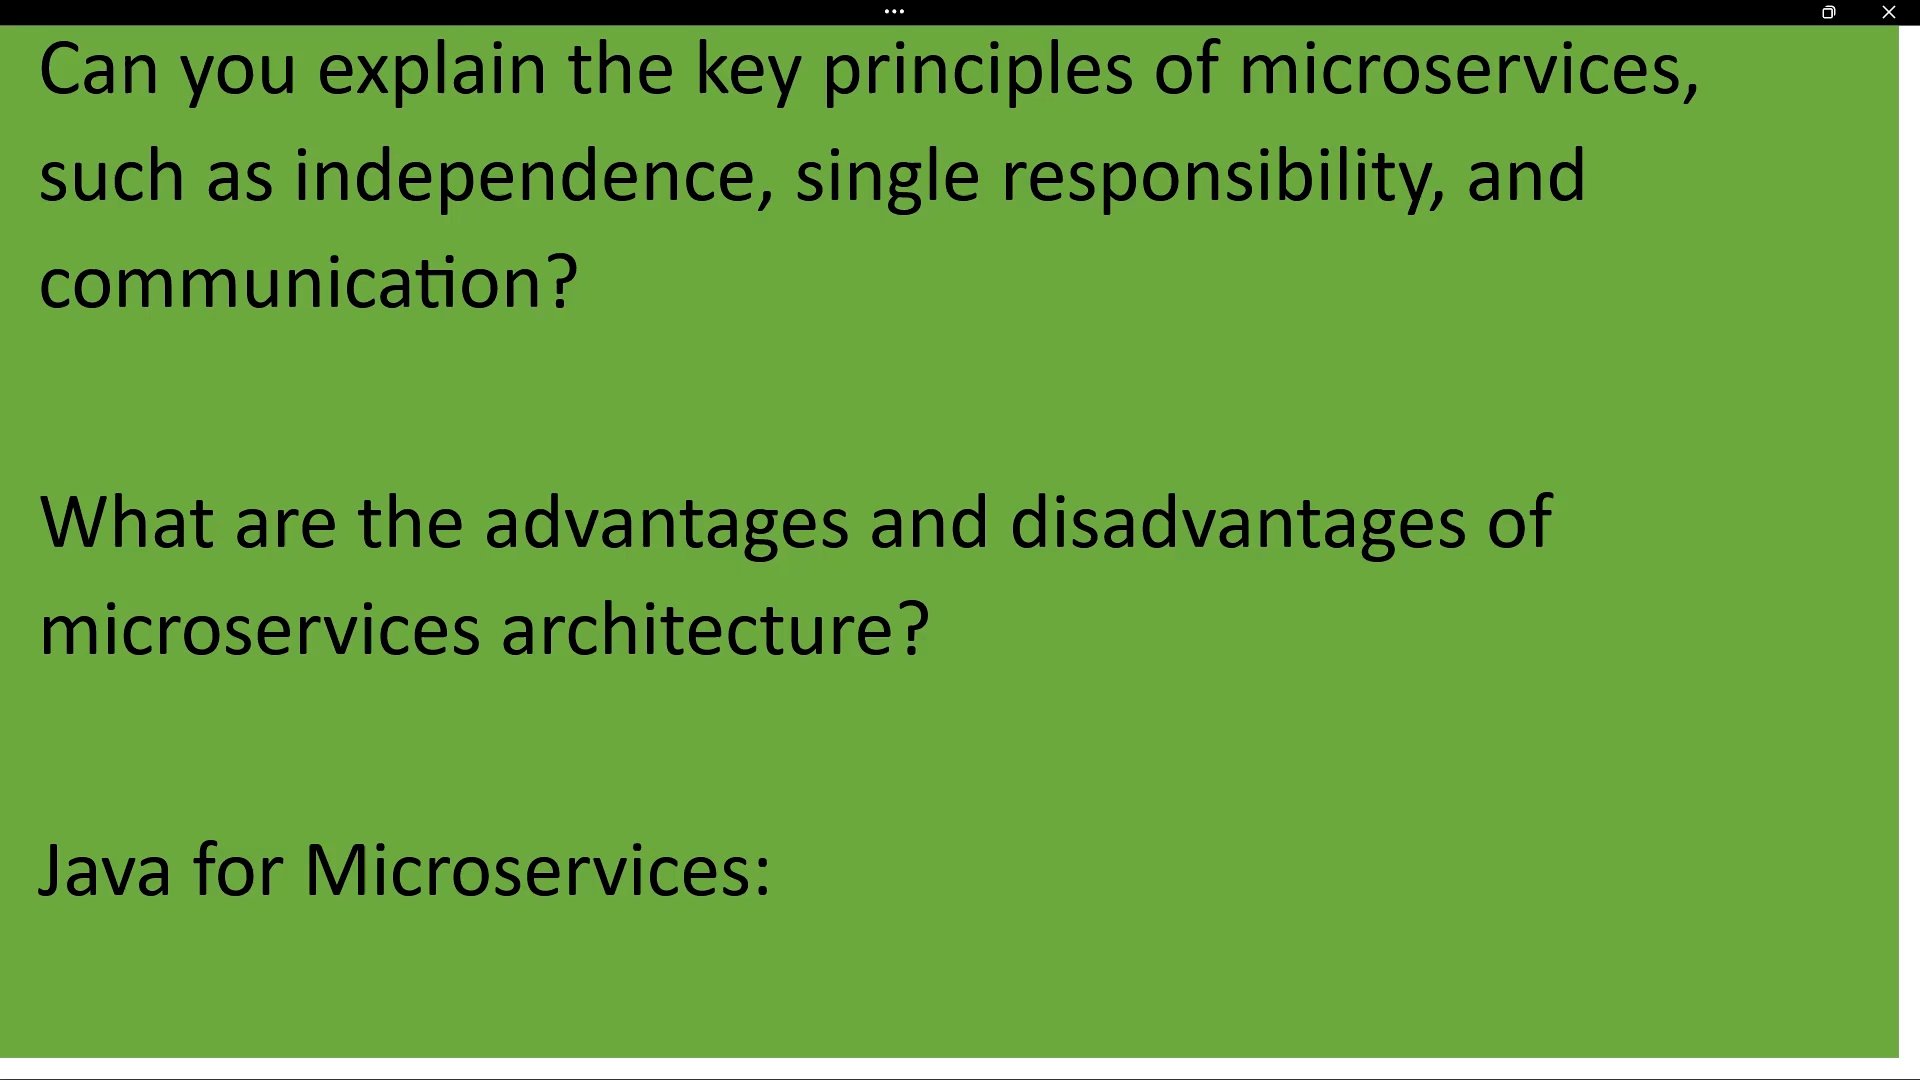 Can you explain the key principles of microservices,
such as independence, single responsibility, and
communication?
What are the advantages and disadvantages of
microservices architecture?
Java for Microservices: